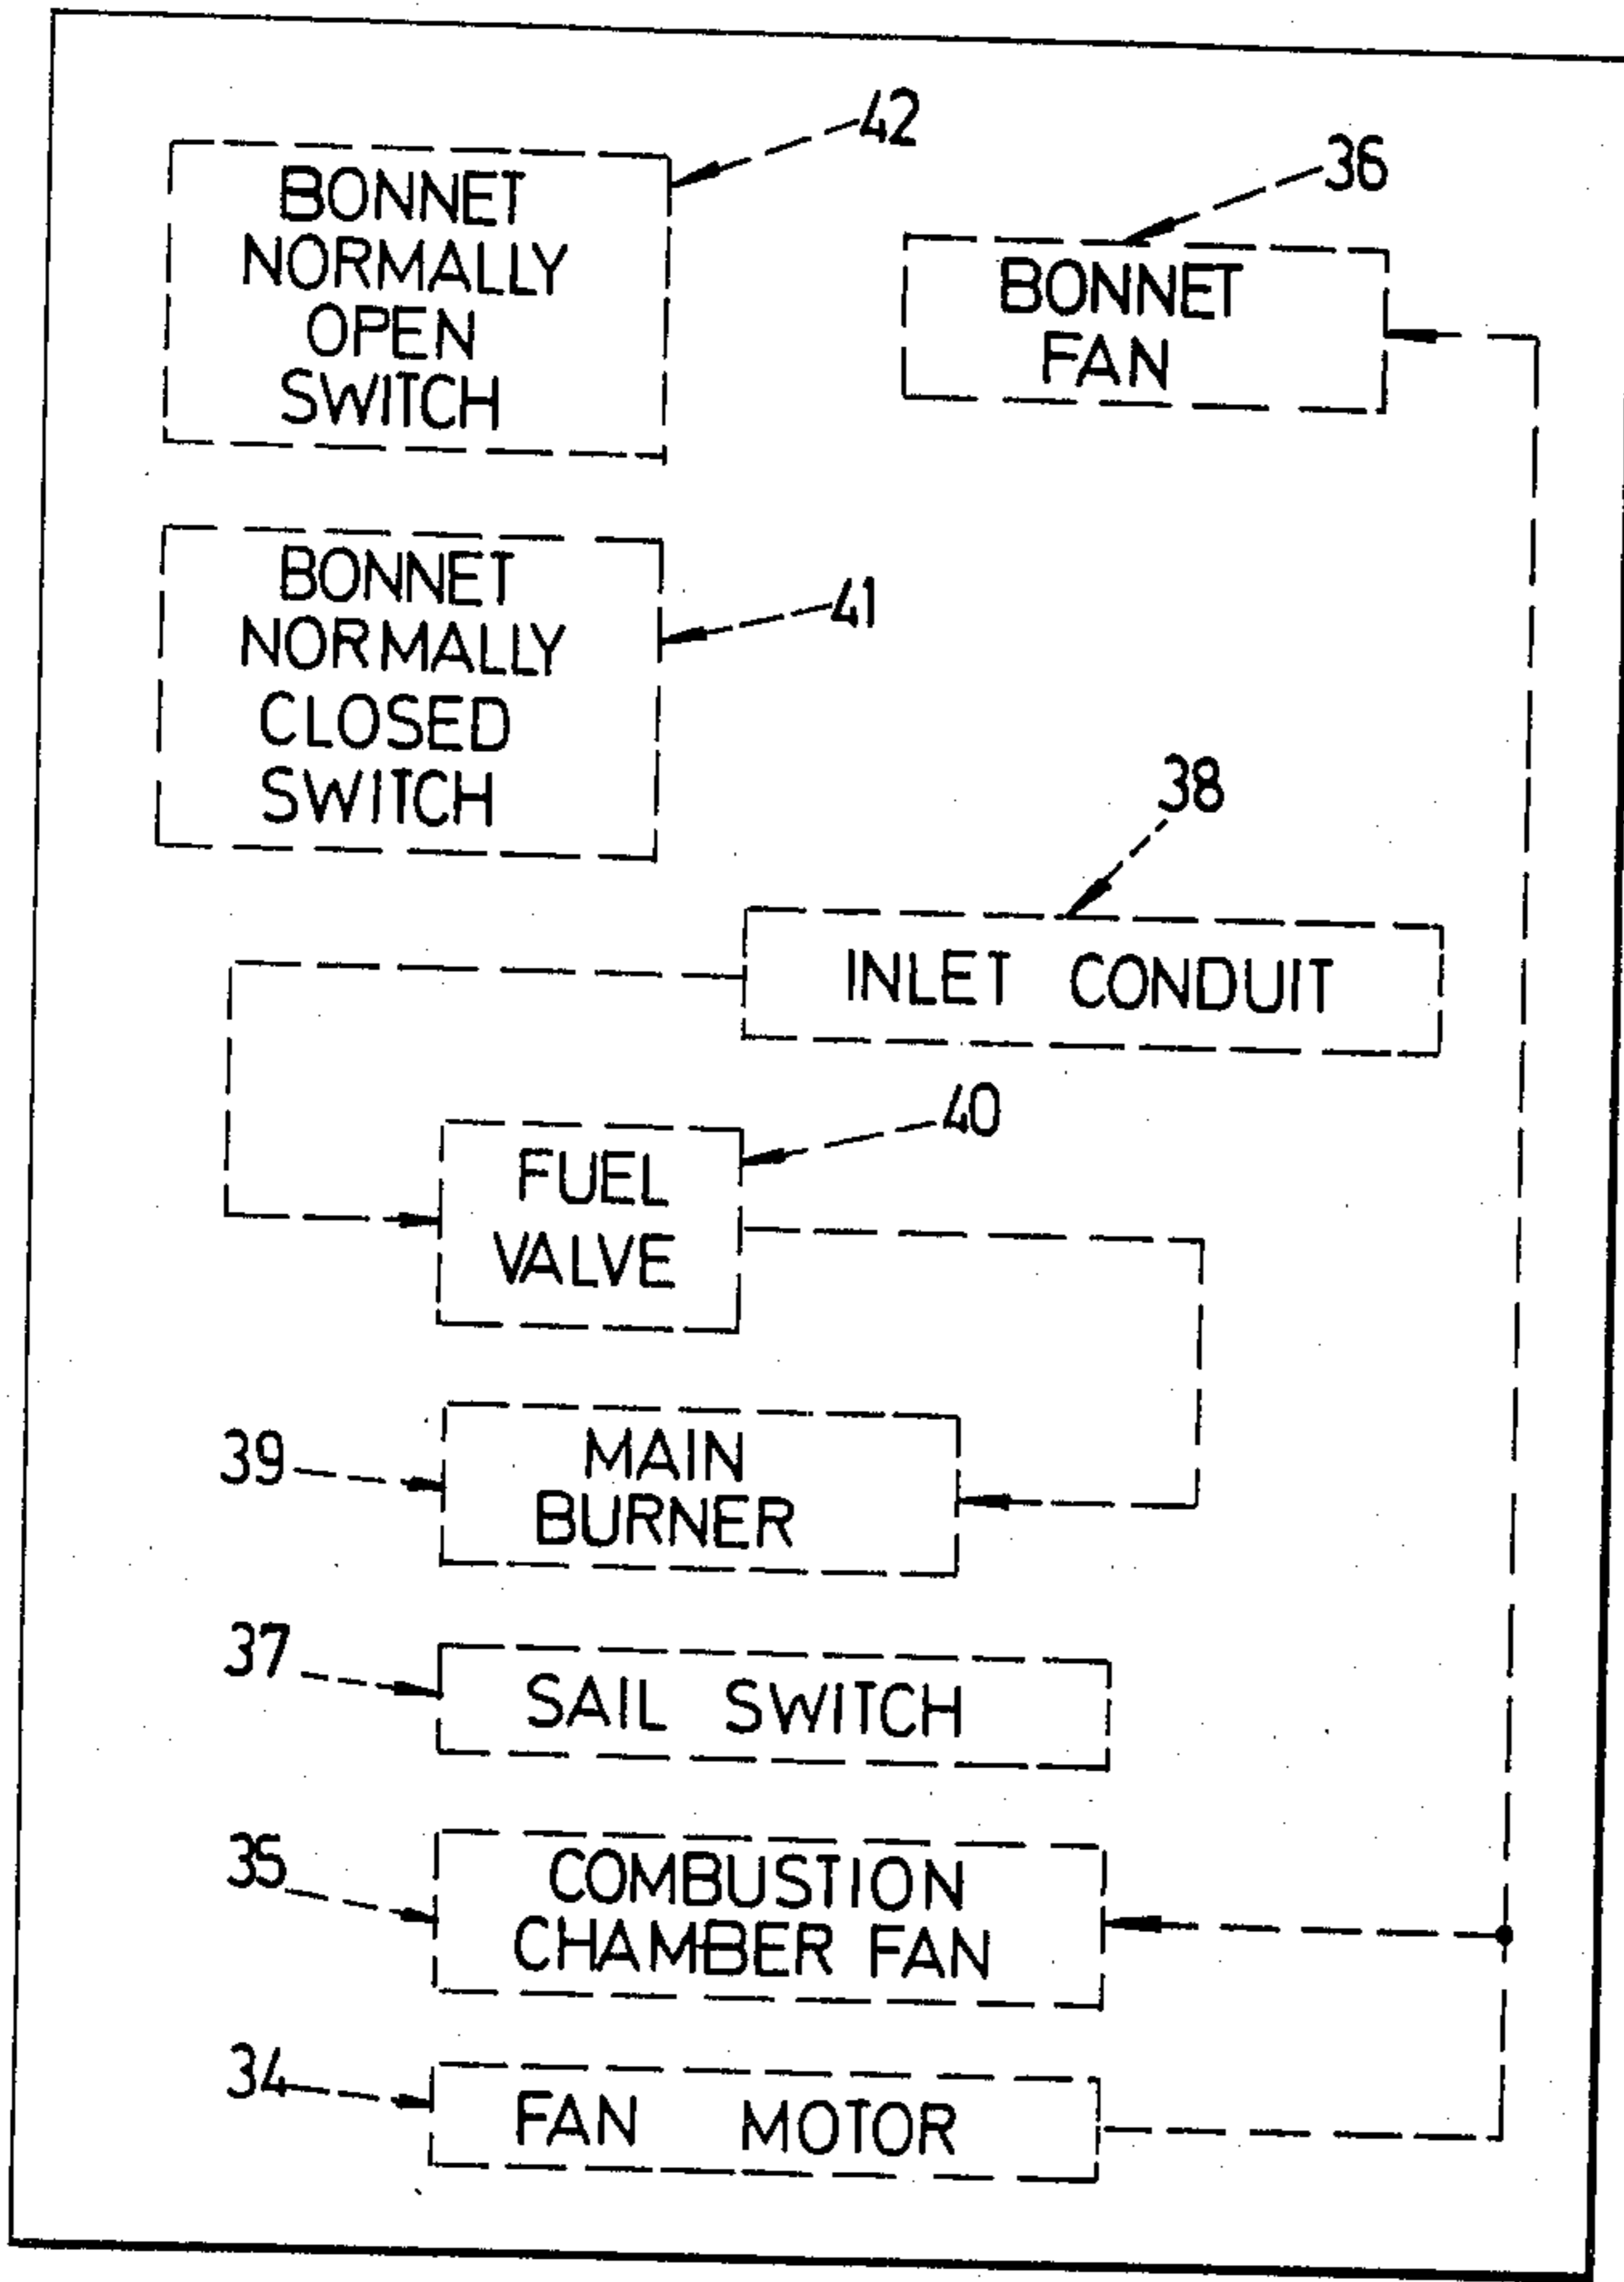 42
BONNET
NORMALLY
OPEN
SWITCH
36
BONNET
FAN
BONNET
NORMALLY
CLOSED
SWITCH
41
38
INLET CONDUIT
40
FUEL
VALVE
39
MAIN
BURNER
37
SAIL SWITCH
35
COMBUSTION
CHAMBER FAN
34
FAN MOTOR